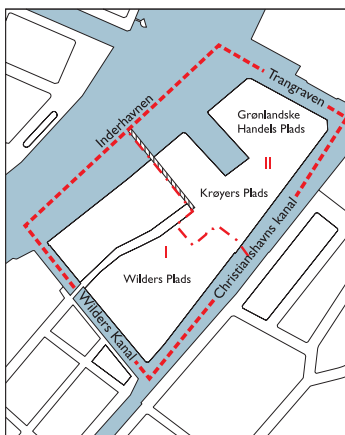 Trangraven
Inderhavnen
Grønlandske
Handels Plads
II
Krøyers Plads
I
Wilders Plads
Christianshavns kanal
Wilders Kanal